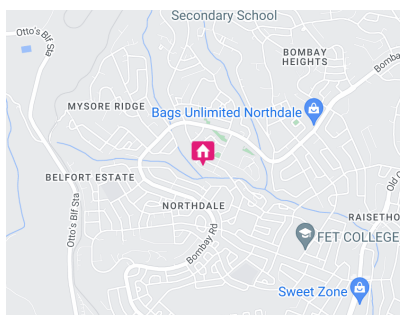 Secondary School
Otto's Blf Sta
BOMBAY
HEIGHTS
Bomba
MYSORE RIDGE
Bags Unlimited Northdale
BELFORT ESTATE
Old G
NORTHDALE
RAISETHO
Otto's Blf Sta
FET COLLEGE
Bombay Rd
Sweet Zone